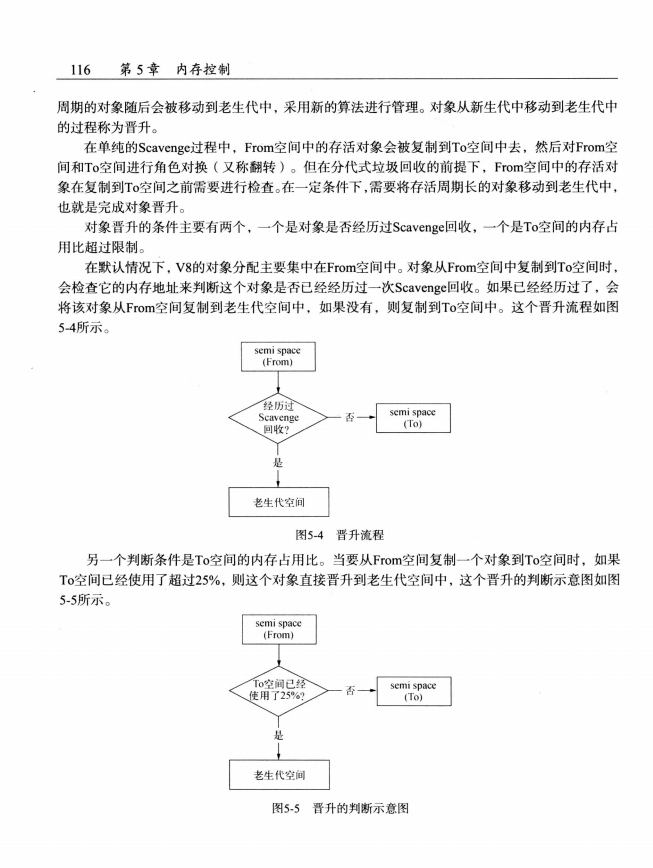 116 第5章 内存控制
周期的对象随后会被移动到老生代中，采用新的算法进行管理。对象从新生代中移动到老生代中
的过程称为晋升。
在单纯的Scavenge过程中，From空间中的存活对象会被复制到To空间中去，然后对From空
间和To空间进行角色对换（又称翻转）。但在分代式垃圾回收的前提下，From空间中的存活对
象在复制到To空间之前需要进行检查。在一定条件下，需要将存活周期长的对象移动到老生代中，
也就是完成对象晋升。
对象晋升的条件主要有两个，一个是对象是否经历过Scavenge回收，一个是To空间的内存占
用比超过限制。
在默认情况下，V8的对象分配主要集中在From空间中。对象从From空间中复制到To空间时，
会检查它的内存地址来判断这个对象是否已经经历过一次Scavenge回收。如果已经经历过了，会
将该对象从From空间复制到老生代空间中，如果没有，则复制到To空间中。这个晋升流程如图
5-4所示。
semi space
(From)
经历过
Scavenge
回收？
否
semi space
(To)
是
老生代空间
图5-4 晋升流程
另一个判断条件是To空间的内存占用比。当要从From空间复制一个对象到To空间时，如果
To空间已经使用了超过25%，则这个对象直接晋升到老生代空间中，这个晋升的判断示意图如图
5-5所示。
semi space
(From)
To空间已经
使用了25%？
否
semi space
(To)
是
老生代空间
图5-5 晋升的判断示意图